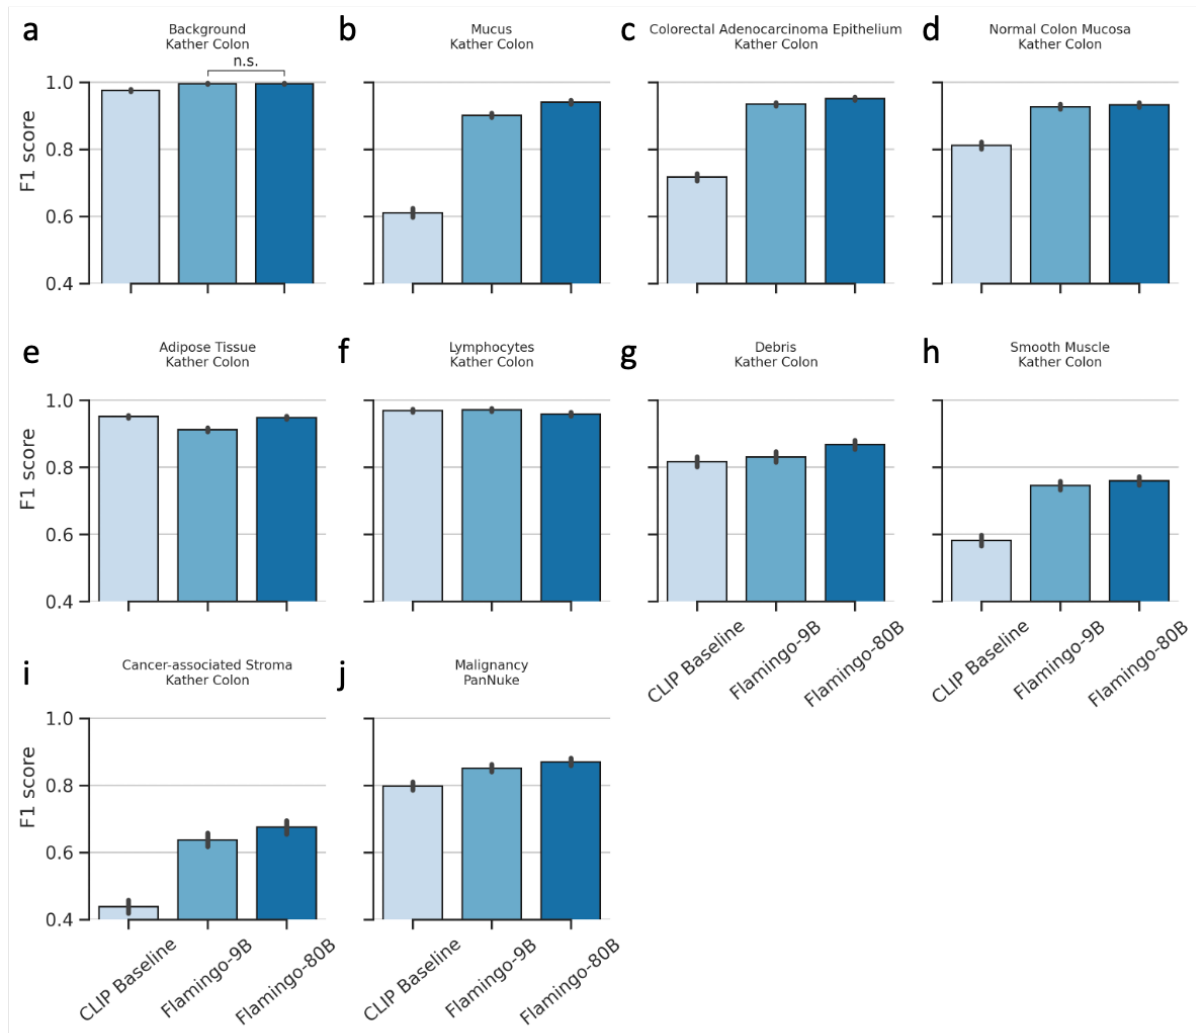 a
Background
Kather Colon
n.s.
F1 score
1.0
0.8
0.6
0.4
b
Mucus
Kather Colon
c
Colorectal Adenocarcinoma Epithelium
Kather Colon
d
Normal Colon Mucosa
Kather Colon
e
Adipose Tissue
Kather Colon
F1 score
1.0
0.8
0.6
0.4
f
Lymphocytes
Kather Colon
g
Debris
Kather Colon
CLIP Baseline
Flamingo-9B
Flamingo-80B
h
Smooth Muscle
Kather Colon
CLIP Baseline
Flamingo-9B
Flamingo-80B
i
Cancer-associated Stroma
Kather Colon
F1 score
1.0
0.8
0.6
0.4
CLIP Baseline
Flamingo-9B
Flamingo-80B
j
Malignancy
PanNuke
CLIP Baseline
Flamingo-9B
Flamingo-80B